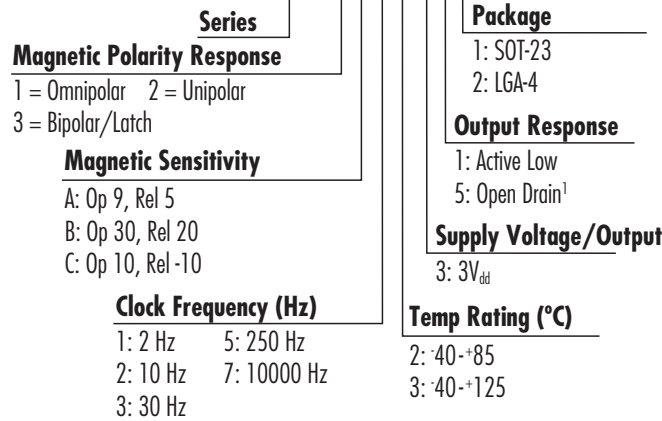 Series
Magnetic Polarity Response
1 = Omnipolar 2 = Unipolar
3 = Bipolar/Latch
Magnetic Sensitivity
A: Op 9, Rel 5
B: Op 30, Rel 20
C: Op 10, Rel -10
Clock Frequency (Hz)
1: 2 Hz 5: 250 Hz
2: 10 Hz 7: 10000 Hz
3: 30 Hz
Package
1: SOT-23
2: LGA-4
Output Response
1: Active Low
5: Open Drain¹
Supply Voltage/Output
3: 3Vdd
Temp Rating (°C)
2: -40-+85
3: -40-+125